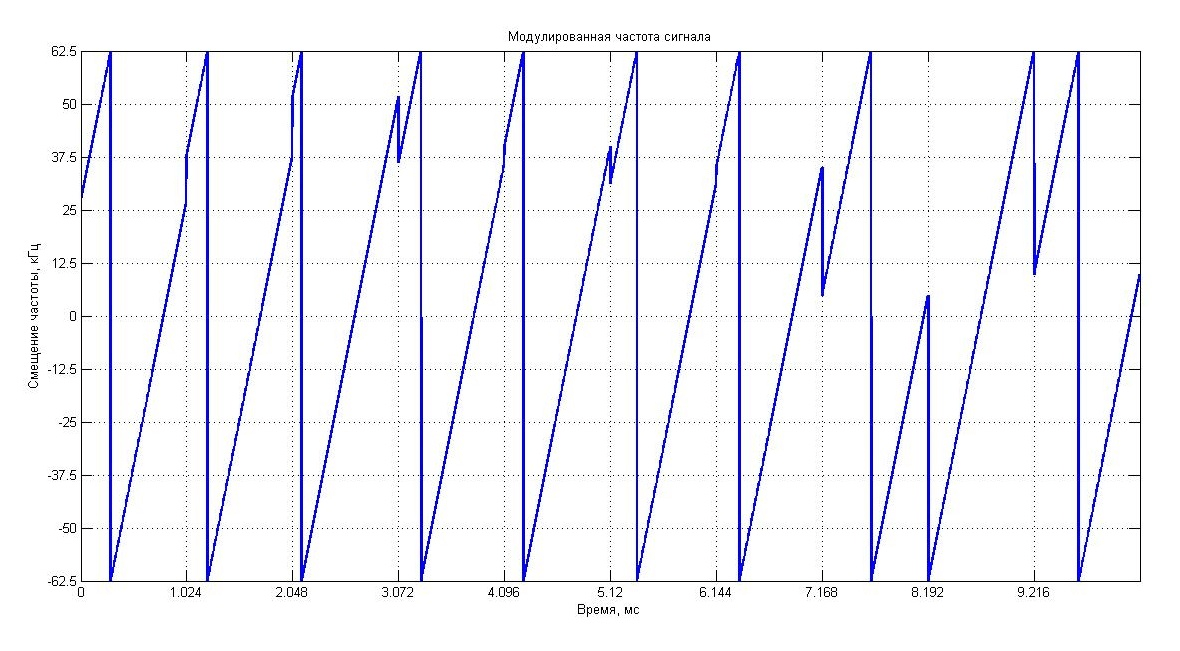 Модулированная частота сигнала
62.5
50
37.5
25
12.5
0
-12.5
-25
-37.5
-50
-62.5
Смещение частоты, кГц
0 1.024 2.048 3.072 4.096 5.12 6.144 7.168 8.192 9.216
Время, мс